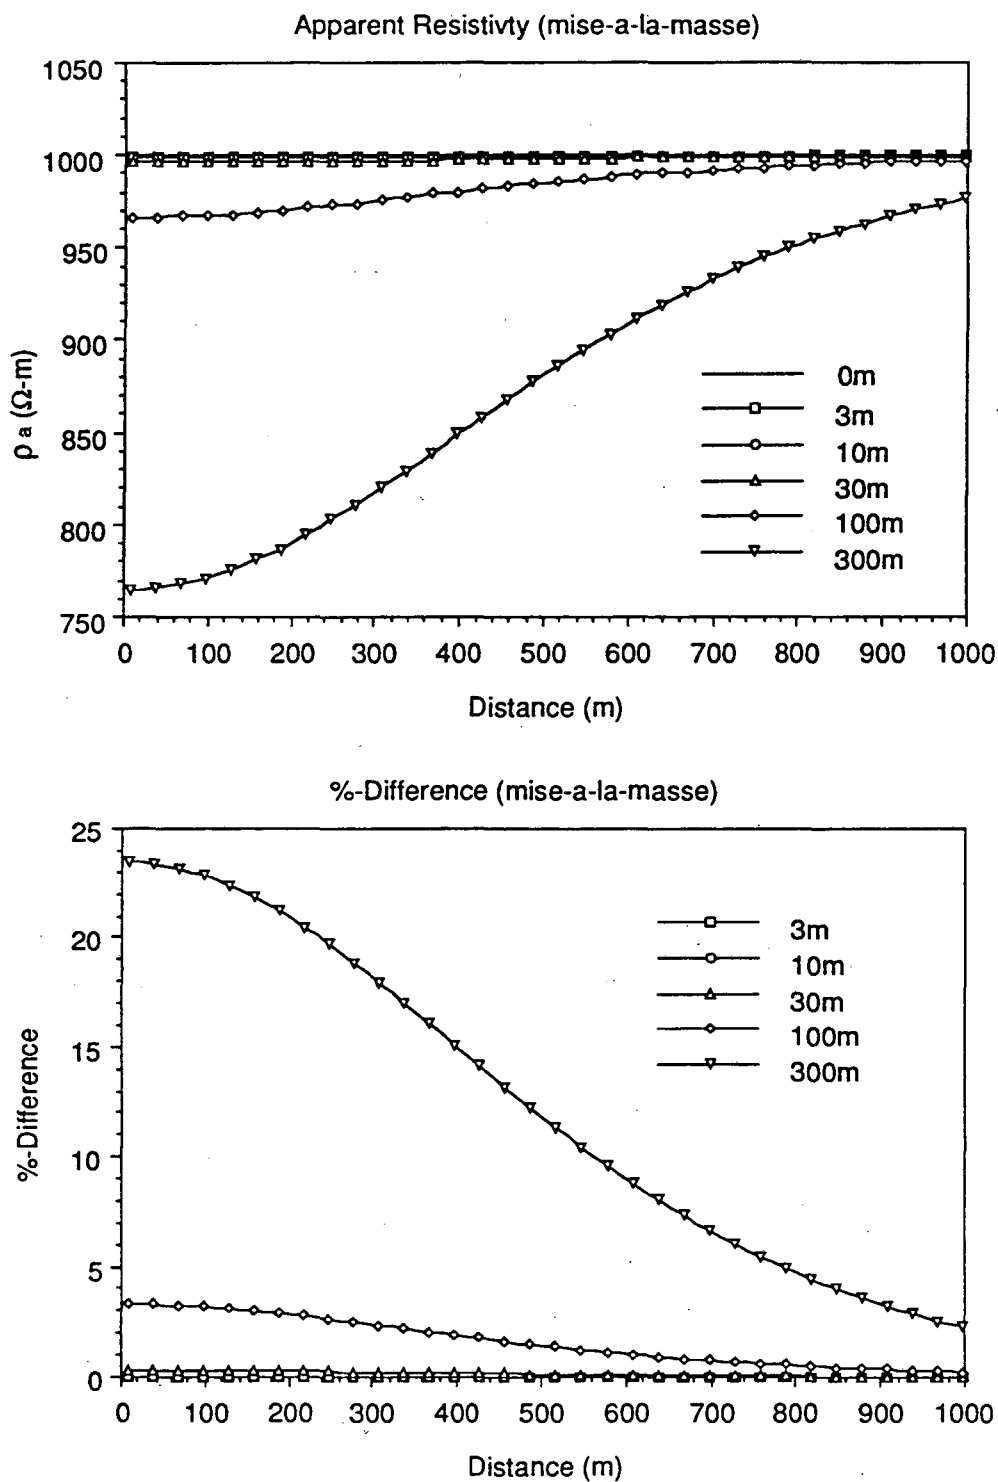 Apparent Resistivty (mise-a-la-masse)
1050
1000
950
900
850
800
750
ρa (Ω-m)
0m
3m
10m
30m
100m
300m
0 100 200 300 400 500 600 700 800 900 1000
Distance (m)
%-Difference (mise-a-la-masse)
25
20
15
10
5
0
%-Difference
3m
10m
30m
100m
300m
0 100 200 300 400 500 600 700 800 900 1000
Distance (m)